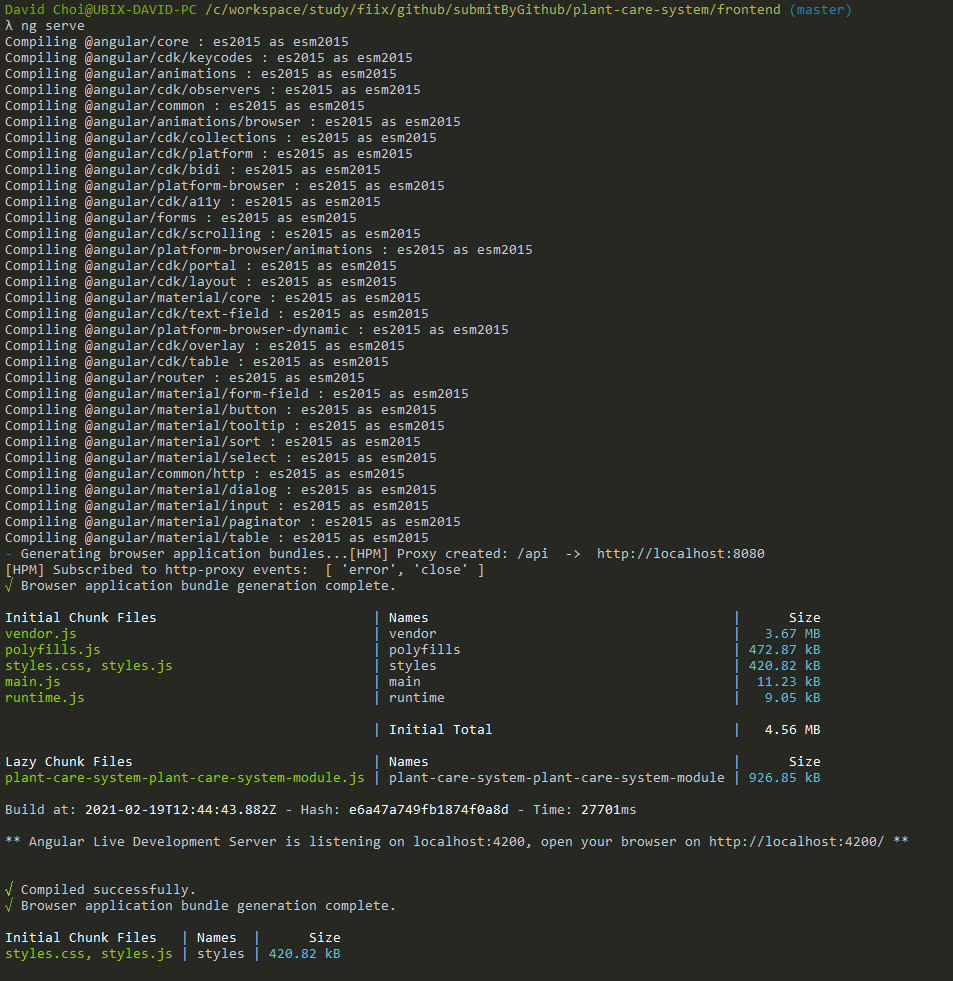 David Choi@UBIX-DAVID-PC /c/workspace/study/fiix/github/submitByGithub/plant-care-system/frontend (master)
λ ng serve
Compiling @angular/core : es2015 as esm2015
Compiling @angular/cdk/keycodes : es2015 as esm2015
Compiling @angular/animations : es2015 as esm2015
Compiling @angular/cdk/observers : es2015 as esm2015
Compiling @angular/common : es2015 as esm2015
Compiling @angular/animations/browser : es2015 as esm2015
Compiling @angular/cdk/collections : es2015 as esm2015
Compiling @angular/cdk/platform : es2015 as esm2015
Compiling @angular/cdk/bidi : es2015 as esm2015
Compiling @angular/platform-browser : es2015 as esm2015
Compiling @angular/cdk/a11y : es2015 as esm2015
Compiling @angular/forms : es2015 as esm2015
Compiling @angular/cdk/scrolling : es2015 as esm2015
Compiling @angular/platform-browser/animations : es2015 as esm2015
Compiling @angular/cdk/portal : es2015 as esm2015
Compiling @angular/cdk/layout : es2015 as esm2015
Compiling @angular/material/core : es2015 as esm2015
Compiling @angular/cdk/text-field : es2015 as esm2015
Compiling @angular/platform-browser-dynamic : es2015 as esm2015
Compiling @angular/cdk/overlay : es2015 as esm2015
Compiling @angular/cdk/table : es2015 as esm2015
Compiling @angular/router : es2015 as esm2015
Compiling @angular/material/form-field : es2015 as esm2015
Compiling @angular/material/button : es2015 as esm2015
Compiling @angular/material/tooltip : es2015 as esm2015
Compiling @angular/material/sort : es2015 as esm2015
Compiling @angular/material/select : es2015 as esm2015
Compiling @angular/common/http : es2015 as esm2015
Compiling @angular/material/dialog : es2015 as esm2015
Compiling @angular/material/input : es2015 as esm2015
Compiling @angular/material/paginator : es2015 as esm2015
Compiling @angular/material/table : es2015 as esm2015
- Generating browser application bundles...[HPM] Proxy created: /api  ->  http://localhost:8080
[HPM] Subscribed to http-proxy events:  [ 'error', 'close' ]
√ Browser application bundle generation complete.
Initial Chunk Files | Names | Size
vendor.js | vendor | 3.67 MB
polyfills.js | polyfills | 472.87 kB
styles.css, styles.js | styles | 420.82 kB
main.js | main | 11.23 kB
runtime.js | runtime | 9.05 kB
| Initial Total | 4.56 MB
Lazy Chunk Files | Names | Size
plant-care-system-plant-care-system-module.js | plant-care-system-plant-care-system-module | 926.85 kB
Build at: 2021-02-19T12:44:43.882Z - Hash: e6a47a749fb1874f0a8d - Time: 27701ms
** Angular Live Development Server is listening on localhost:4200, open your browser on http://localhost:4200/ **
√ Compiled successfully.
√ Browser application bundle generation complete.
Initial Chunk Files | Names | Size
styles.css, styles.js | styles | 420.82 kB